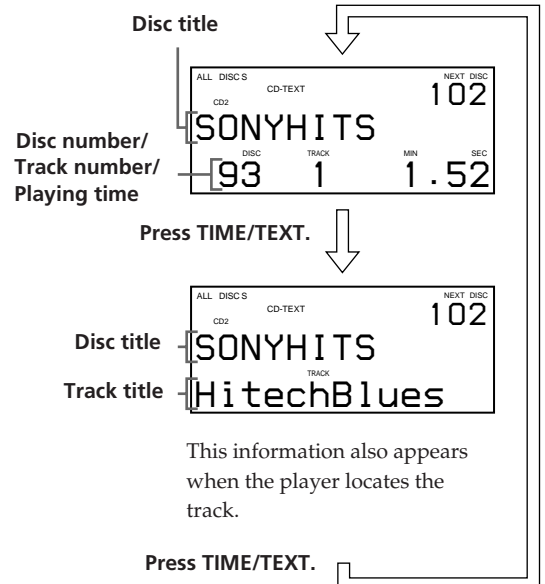 Disc title
ALL DISCS
CD-TEXT
NEXT DISC
CD2
102
SONYHITS
Disc number/
Track number/
Playing time
DISC TRACK MIN SEC
93 1 1.52
Press TIME/TEXT.
ALL DISCS
CD-TEXT
NEXT DISC
CD2
102
Disc title
SONYHITS
TRACK
Track title
HitechBlues
This information also appears
when the player locates the
track.
Press TIME/TEXT.